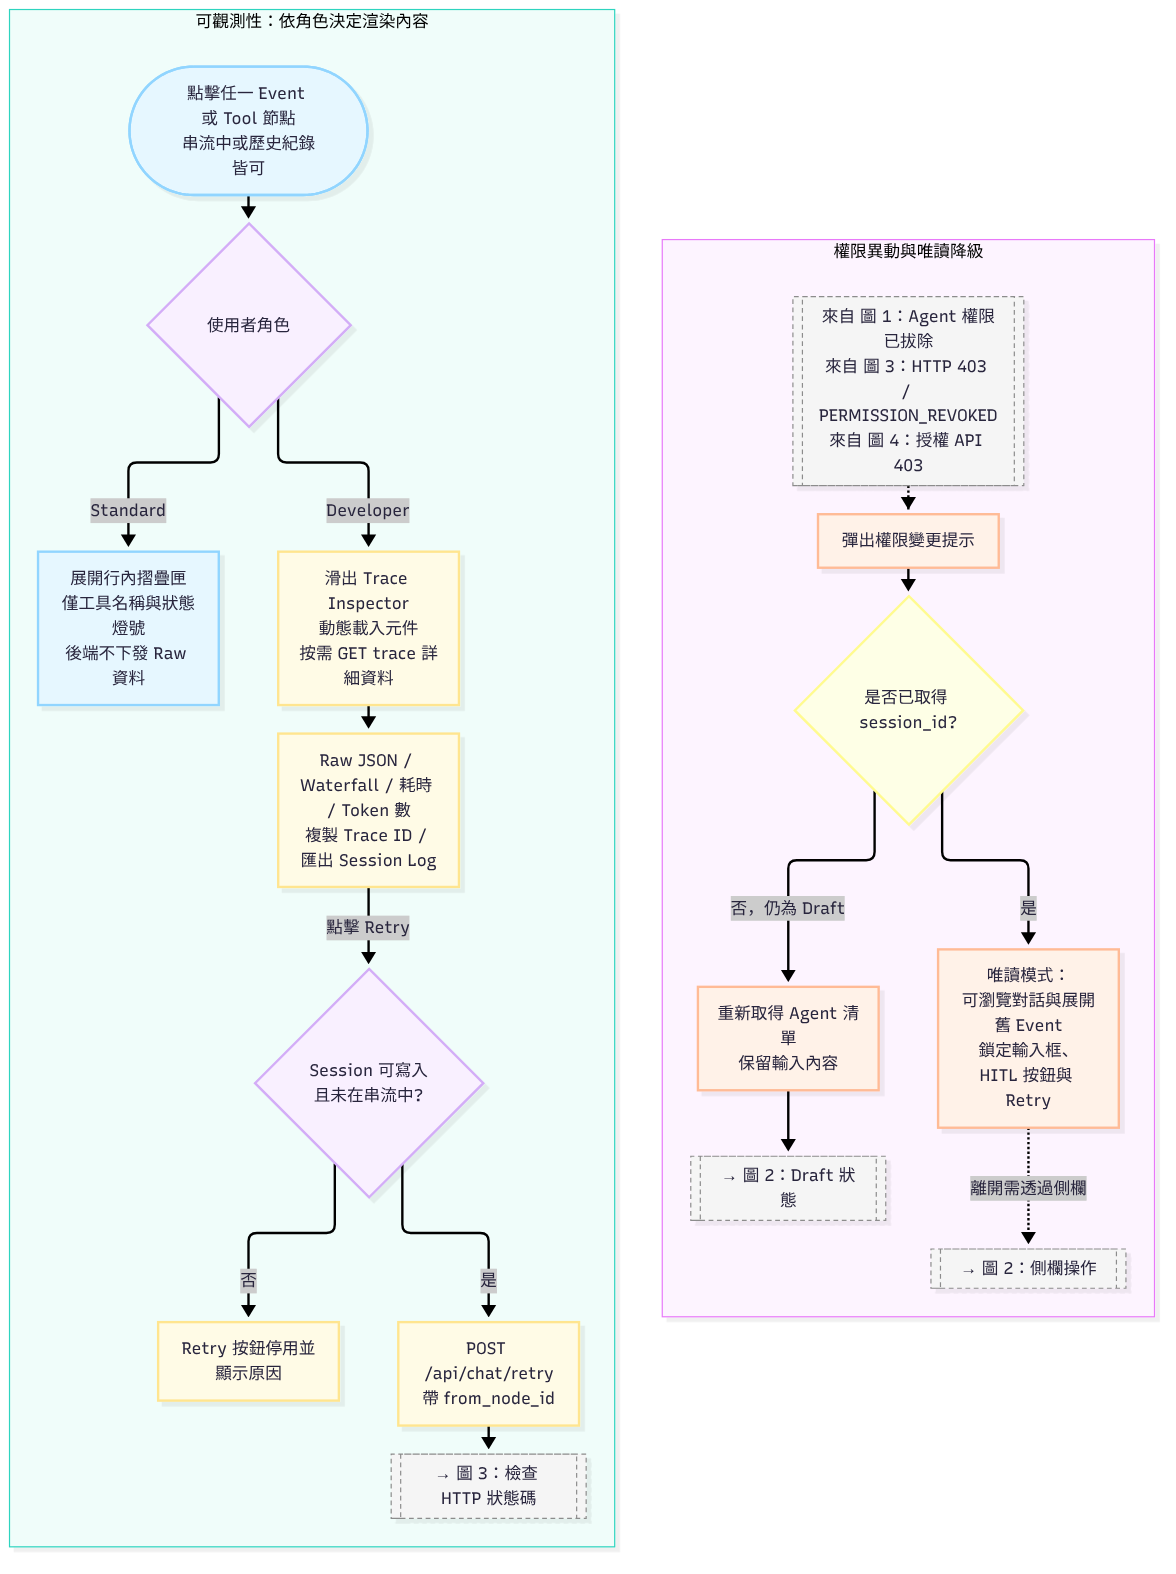 可觀測性：依角色決定渲染內容
點擊任一 Event
或 Tool 節點
串流中或歷史紀錄
皆可
使用者角色
Standard
Developer
展開行內摺疊匣
僅工具名稱與狀態
燈號
後端不下發 Raw
資料
滑出 Trace
Inspector
動態載入元件
按需 GET trace 詳
細資料
Raw JSON /
Waterfall / 耗時
/ Token 數
複製 Trace ID /
匯出 Session Log
點擊 Retry
Session 可寫入
且未在串流中?
否
是
Retry 按鈕停用並
顯示原因
POST
/api/chat/retry
帶 from_node_id
→ 圖 3：檢查
HTTP 狀態碼
權限異動與唯讀降級
來自 圖 1：Agent 權限
已拔除
來自 圖 3：HTTP 403
/
PERMISSION_REVOKED
來自 圖 4：授權 API
403
彈出權限變更提示
是否已取得
session_id?
否，仍為 Draft
是
重新取得 Agent 清
單
保留輸入內容
→ 圖 2：Draft 狀
態
唯讀模式：
可瀏覽對話與展開
舊 Event
鎖定輸入框、
HITL 按鈕與
Retry
離開需透過側欄
→ 圖 2：側欄操作